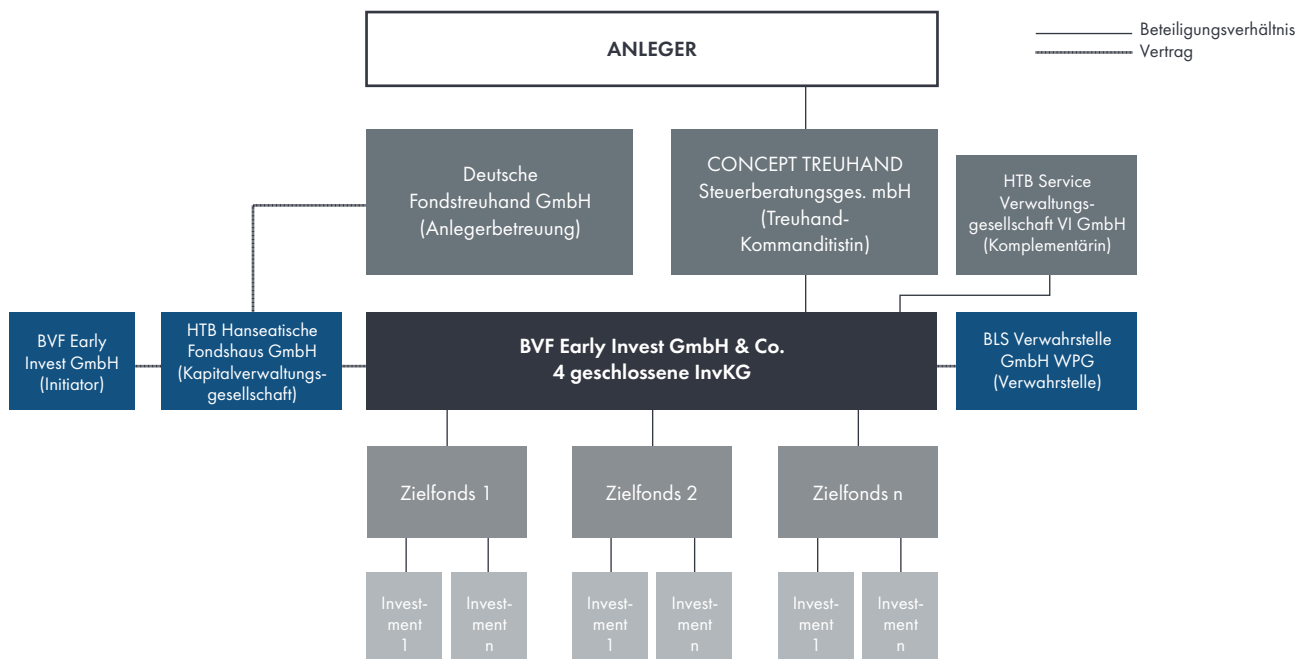 ANLEGER
Beteiligungsverhältnis
Vertrag
Deutsche
Fondstreuhand GmbH
(Anlegerbetreuung)
CONCEPT TREUHAND
Steuerberatungsges. mbH
(Treuhand-
Kommanditistin)
HTB Service
Verwaltungs-
gesellschaft VI GmbH
(Komplementärin)
BVF Early
Invest GmbH
(Initiator)
HTB Hanseatische
Fondshaus GmbH
(Kapitalverwaltungs-
gesellschaft)
BVF Early Invest GmbH & Co.
4 geschlossene InvKG
BLS Verwahrstelle
GmbH WPG
(Verwahrstelle)
Zielfonds 1
Zielfonds 2
Zielfonds n
Invest-
ment
1
Invest-
ment
n
Invest-
ment
1
Invest-
ment
n
Invest-
ment
1
Invest-
ment
n